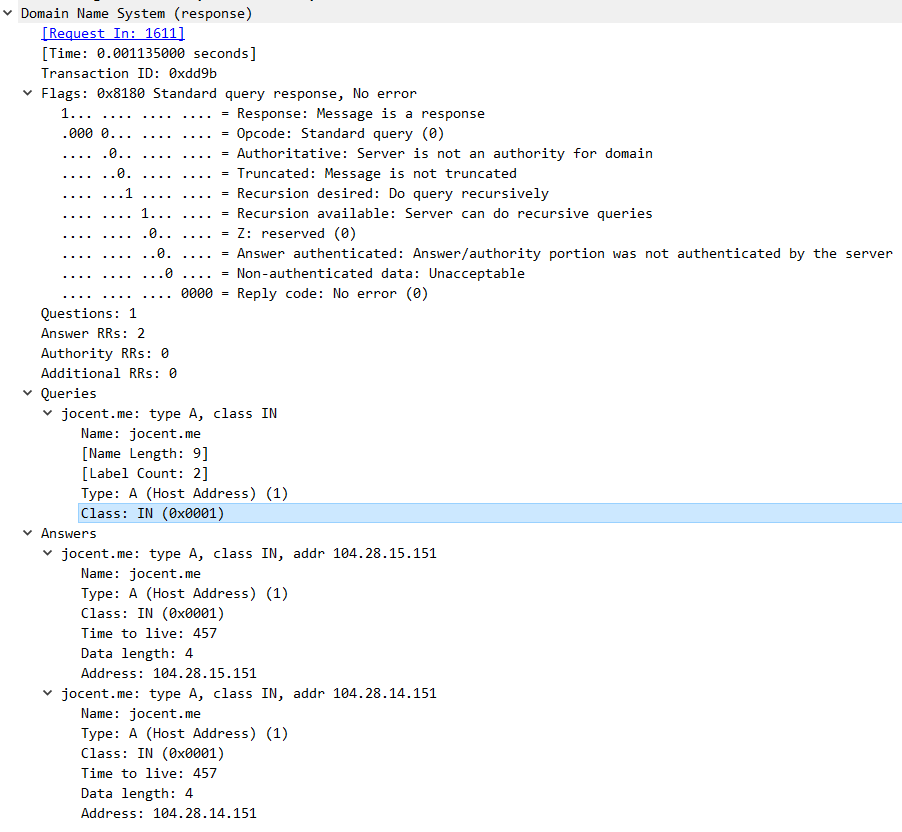 Domain Name System (response)
[Request In: 1611]
[Time: 0.001135000 seconds]
Transaction ID: 0xdd9b
Flags: 0x8180 Standard query response, No error
1... .... .... .... = Response: Message is a response
.000 0... .... .... = Opcode: Standard query (0)
.... .0.. .... .... = Authoritative: Server is not an authority for domain
.... ..0. .... .... = Truncated: Message is not truncated
.... ...1 .... .... = Recursion desired: Do query recursively
.... .... 1... .... = Recursion available: Server can do recursive queries
.... .... .0.. .... = Z: reserved (0)
.... .... ..0. .... = Answer authenticated: Answer/authority portion was not authenticated by the server
.... .... ...0 .... = Non-authenticated data: Unacceptable
.... .... .... 0000 = Reply code: No error (0)
Questions: 1
Answer RRs: 2
Authority RRs: 0
Additional RRs: 0
Queries
jocent.me: type A, class IN
Name: jocent.me
[Name Length: 9]
[Label Count: 2]
Type: A (Host Address) (1)
Class: IN (0x0001)
Answers
jocent.me: type A, class IN, addr 104.28.15.151
Name: jocent.me
Type: A (Host Address) (1)
Class: IN (0x0001)
Time to live: 457
Data length: 4
Address: 104.28.15.151
jocent.me: type A, class IN, addr 104.28.14.151
Name: jocent.me
Type: A (Host Address) (1)
Class: IN (0x0001)
Time to live: 457
Data length: 4
Address: 104.28.14.151